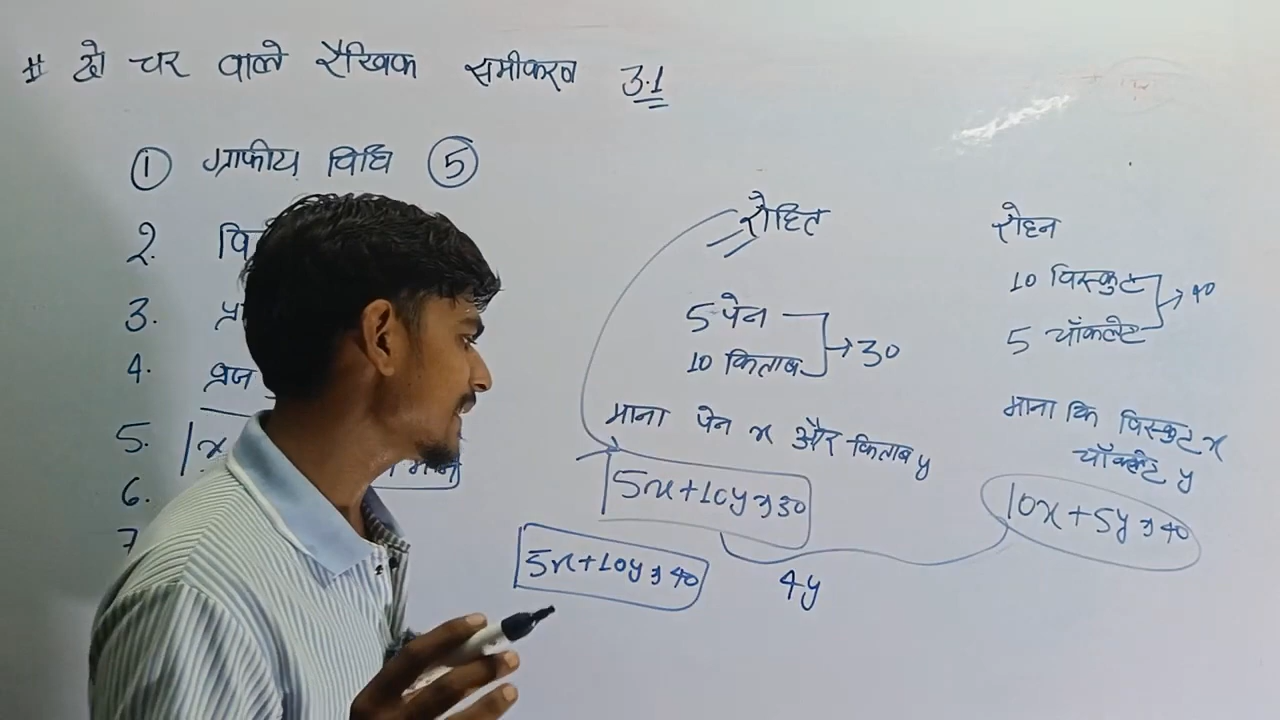 # दो चर वाले रैखिक समीकरण 3.1
① ग्राफीय विधि ⑤
2. वि
3. प्र
4. व्रज
5. x
6.
7
रोहित
5 पेन
10 किताब → 30
माना पेन x और किताब y
5x+10y=30
5x+10y=40
4y
रोहन
10 विस्कुट
5 चॉकलेट → 40
माना कि विस्कुट x
चॉकलेट y
10x+5y=40